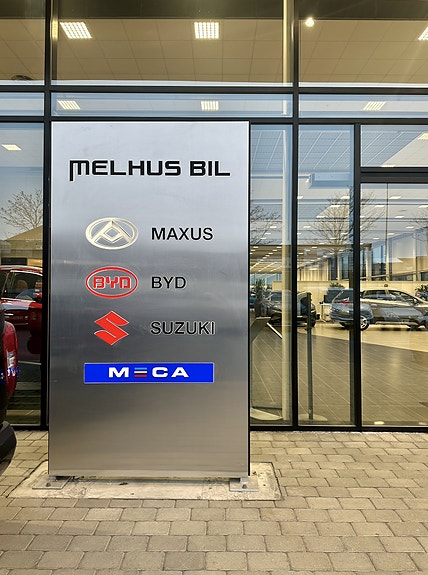 MELHUS BIL
MAXUS
BYD BYD
SUZUKI
MECA